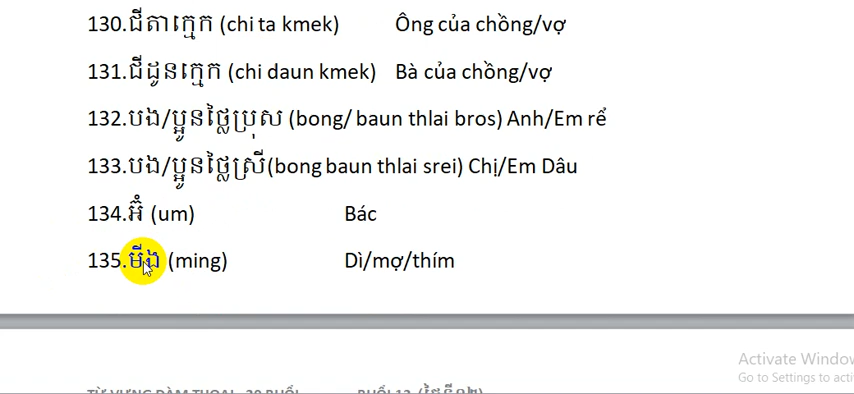 130.ជីតាក្មេក (chi ta kmek) Ông của chồng/vợ
131.ជីដូនក្មេក (chi daun kmek) Bà của chồng/vợ
132.បង/ប្អូនថ្លៃប្រុស (bong/ baun thlai bros) Anh/Em rể
133.បង/ប្អូនថ្លៃស្រី(bong baun thlai srei) Chị/Em Dâu
134.អ៊ំ (um) Bác
135.មីង (ming) Dì/mợ/thím
Activate Window
Go to Settings to acti